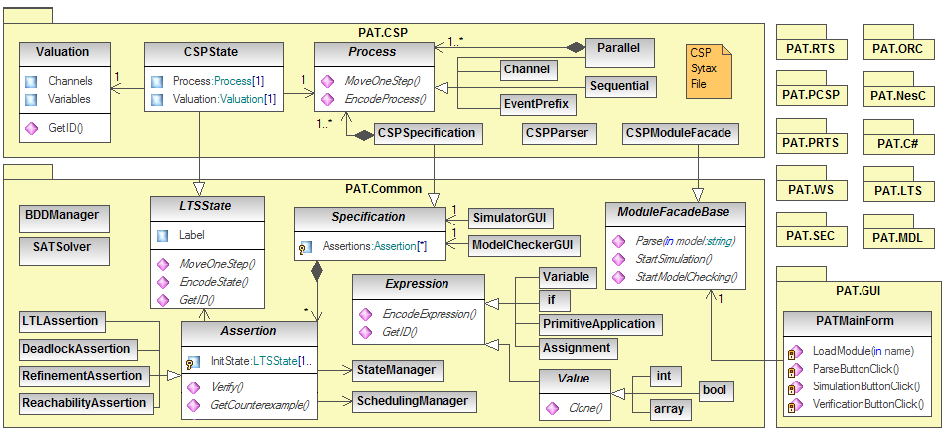 PAT.CSP
Valuation
Channels
Variables
GetID()
1
CSPState
Process:Process[1]
Valuation:Valuation[1]
1
Process
MoveOneStep()
EncodeProcess()
1..*
1..*
Parallel
Channel
Sequential
EventPrefix
CSP
Sytax
File
CSPSpecification
CSPParser
CSPModuleFacade
PAT.RTS
PAT.ORC
PAT.PCSP
PAT.NesC
PAT.PRTS
PAT.C#
PAT.WS
PAT.LTS
PAT.SEC
PAT.MDL
PAT.Common
BDDManager
SATSolver
LTSState
Label
MoveOneStep()
EncodeState()
GetID()
Specification
Assertions:Assertion[*]
1
SimulatorGUI
1
ModelCheckerGUI
ModuleFacadeBase
Parse(in model:string)
StartSimulation()
StartModelChecking()
1
Expression
EncodeExpression()
GetID()
Variable
if
PrimitiveApplication
Assignment
*
LTLAssertion
DeadlockAssertion
RefinementAssertion
ReachabilityAssertion
Assertion
InitState:LTSState[1..
Verify()
GetCounterexample()
StateManager
SchedulingManager
Value
Clone()
int
bool
array
PAT.GUI
PATMainForm
LoadModule(in name)
ParseButtonClick()
SimulationButtonClick()
VerificationButtonClick()